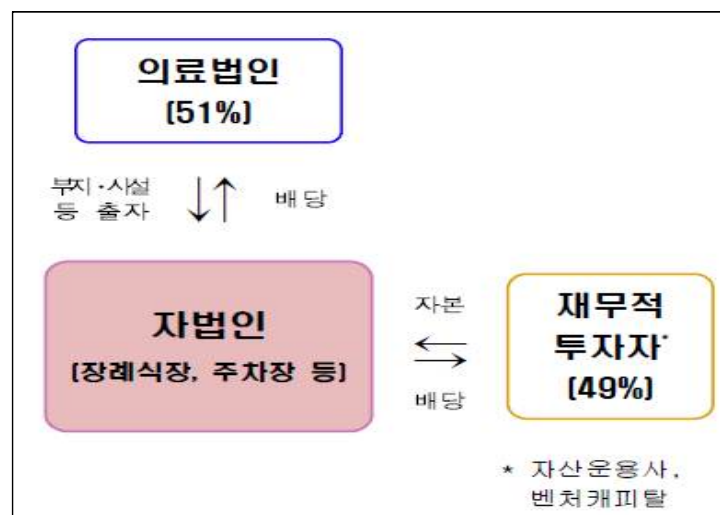 의료법인
(51%)
부지·시설
등 출자
배당
자법인
(장례식장, 주차장 등)
자본
배당
재무적
투자자*
(49%)
* 자산운용사,
벤처캐피탈